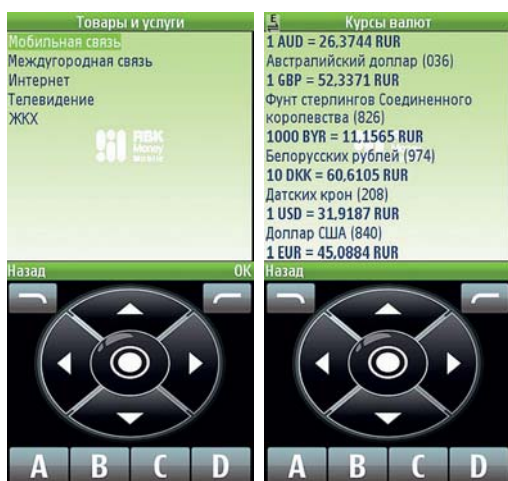 Товары и услуги
Мобильная связь
Междугородная связь
Интернет
Телевидение
ЖКХ
RBK
Money
Mobile
Назад OK
A B C D
E
Курсы валют
1 AUD = 26,3744 RUR
Австралийский доллар (036)
1 GBP = 52,3371 RUR
Фунт стерлингов Соединенного
королевства (826)
1000 BYR = 11,1565 RUR
Белорусских рублей (974)
10 DKK = 60,6105 RUR
Датских крон (208)
1 USD = 31,9187 RUR
Доллар США (840)
1 EUR = 45,0884 RUR
Назад
A B C D